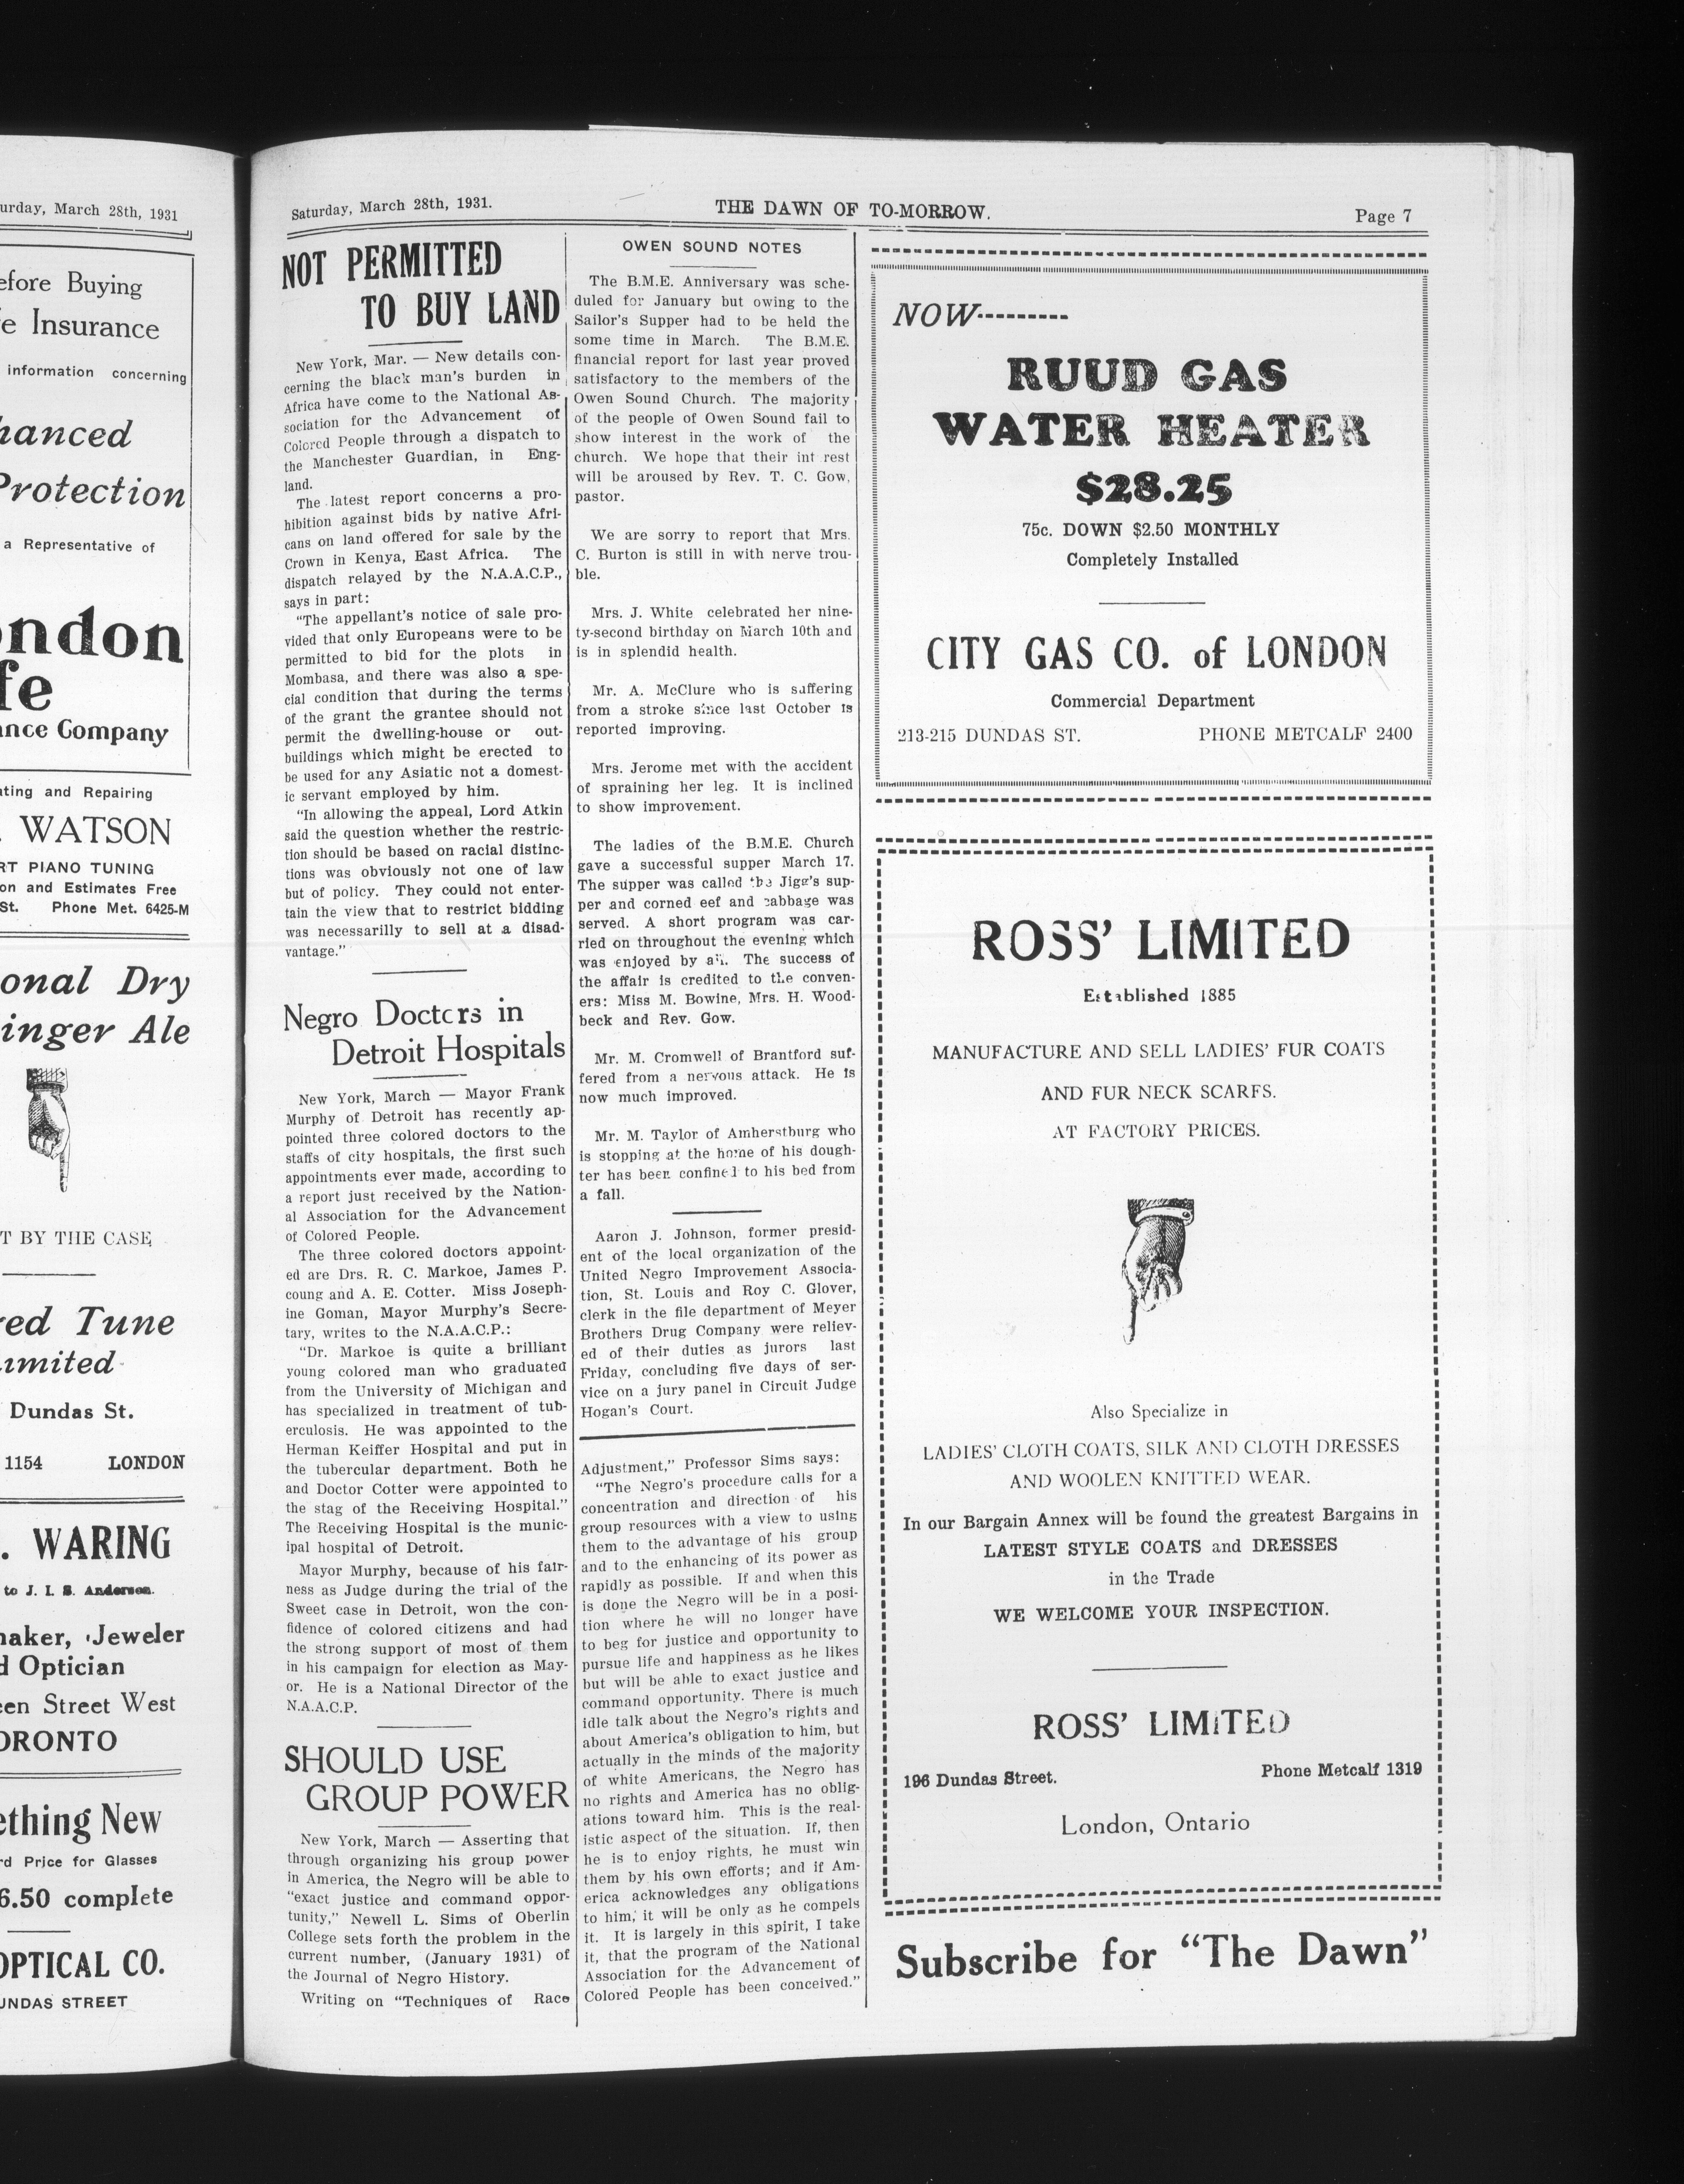 urday, March 28th, 1931
efore Buying
e Insurance
information concerning
hanced
Protection
a Representative of
ondon
fe
ance Company
ating and Repairing
. WATSON
RT PIANO TUNING
on and Estimates Free
St. Phone Met. 6425-M
onal Dry
inger Ale
T BY THE CASE
red Tune
imited
Dundas St.
1154 LONDON
. WARING
to J. I. S. Anderson.
maker, Jeweler
d Optician
een Street West
ORONTO
ething New
rd Price for Glasses
6.50 complete
OPTICAL CO.
UNDAS STREET
Saturday, March 28th, 1931.
THE DAWN OF TO-MORROW.
Page 7
NOT PERMITTED
TO BUY LAND
New York, Mar. — New details con-
cerning the black man's burden in
Africa have come to the National As-
sociation for the Advancement of
Colored People through a dispatch to
the Manchester Guardian, in Eng-
land.
The latest report concerns a pro-
hibition against bids by native Afri-
cans on land offered for sale by the
Crown in Kenya, East Africa. The
dispatch relayed by the N.A.A.C.P.,
says in part:
"The appellant's notice of sale pro-
vided that only Europeans were to be
permitted to bid for the plots in
Mombasa, and there was also a spe-
cial condition that during the terms
of the grant the grantee should not
permit the dwelling-house or out-
buildings which might be erected to
be used for any Asiatic not a domest-
ic servant employed by him.
"In allowing the appeal, Lord Atkin
said the question whether the restric-
tion should be based on racial distinc-
tions was obviously not one of law
but of policy. They could not enter-
tain the view that to restrict bidding
was necessarilly to sell at a disad-
vantage."
Negro Doctors in
Detroit Hospitals
New York, March — Mayor Frank
Murphy of Detroit has recently ap-
pointed three colored doctors to the
staffs of city hospitals, the first such
appointments ever made, according to
a report just received by the Nation-
al Association for the Advancement
of Colored People.
The three colored doctors appoint-
ed are Drs. R. C. Markoe, James P.
coung and A. E. Cotter. Miss Joseph-
ine Goman, Mayor Murphy's Secre-
tary, writes to the N.A.A.C.P.:
"Dr. Markoe is quite a brilliant
young colored man who graduated
from the University of Michigan and
has specialized in treatment of tub-
erculosis. He was appointed to the
Herman Keiffer Hospital and put in
the tubercular department. Both he
and Doctor Cotter were appointed to
the stag of the Receiving Hospital."
The Receiving Hospital is the munic-
ipal hospital of Detroit.
Mayor Murphy, because of his fair-
ness as Judge during the trial of the
Sweet case in Detroit, won the con-
fidence of colored citizens and had
the strong support of most of them
in his campaign for election as May-
or. He is a National Director of the
N.A.A.C.P.
SHOULD USE
GROUP POWER
New York, March — Asserting that
through organizing his group power
in America, the Negro will be able to
"exact justice and command oppor-
tunity," Newell L. Sims of Oberlin
College sets forth the problem in the
current number, (January 1931) of
the Journal of Negro History.
Writing on "Techniques of Race
OWEN SOUND NOTES
The B.M.E. Anniversary was sche-
duled for January but owing to the
Sailor's Supper had to be held the
some time in March. The B.M.E.
financial report for last year proved
satisfactory to the members of the
Owen Sound Church. The majority
of the people of Owen Sound fail to
show interest in the work of the
church. We hope that their int rest
will be aroused by Rev. T. C. Gow,
pastor.
We are sorry to report that Mrs.
C. Burton is still in with nerve trou-
ble.
Mrs. J. White celebrated her nine-
ty-second birthday on March 10th and
is in splendid health.
Mr. A. McClure who is suffering
from a stroke since last October is
reported improving.
Mrs. Jerome met with the accident
of spraining her leg. It is inclined
to show improvement.
The ladies of the B.M.E. Church
gave a successful supper March 17.
The supper was called the Jigg's sup-
per and corned eef and cabbage was
served. A short program was car-
ried on throughout the evening which
was enjoyed by all. The success of
the affair is credited to the conven-
ers: Miss M. Bowine, Mrs. H. Wood-
beck and Rev. Gow.
Mr. M. Cromwell of Brantford suf-
fered from a nervous attack. He is
now much improved.
Mr. M. Taylor of Amherstburg who
is stopping at the home of his dough-
ter has been confined to his bed from
a fall.
Aaron J. Johnson, former presid-
ent of the local organization of the
United Negro Improvement Associa-
tion, St. Louis and Roy C. Glover,
clerk in the file department of Meyer
Brothers Drug Company were reliev-
ed of their duties as jurors last
Friday, concluding five days of ser-
vice on a jury panel in Circuit Judge
Hogan's Court.
Adjustment," Professor Sims says:
"The Negro's procedure calls for a
concentration and direction of his
group resources with a view to using
them to the advantage of his group
and to the enhancing of its power as
rapidly as possible. If and when this
is done the Negro will be in a posi-
tion where he will no longer have
to beg for justice and opportunity to
pursue life and happiness as he likes
but will be able to exact justice and
command opportunity. There is much
idle talk about the Negro's rights and
about America's obligation to him, but
actually in the minds of the majority
of white Americans, the Negro has
no rights and America has no oblig-
ations toward him. This is the real-
istic aspect of the situation. If, then
he is to enjoy rights, he must win
them by his own efforts; and if Am-
erica acknowledges any obligations
to him, it will be only as he compels
it. It is largely in this spirit, I take
it, that the program of the National
Association for the Advancement of
Colored People has been conceived."
NOW---------
RUUD GAS
WATER HEATER
$28.25
75c. DOWN $2.50 MONTHLY
Completely Installed
CITY GAS CO. of LONDON
Commercial Department
213-215 DUNDAS ST. PHONE METCALF 2400
ROSS' LIMITED
Established 1885
MANUFACTURE AND SELL LADIES' FUR COATS
AND FUR NECK SCARFS.
AT FACTORY PRICES.
Also Specialize in
LADIES' CLOTH COATS, SILK AND CLOTH DRESSES
AND WOOLEN KNITTED WEAR.
In our Bargain Annex will be found the greatest Bargains in
LATEST STYLE COATS and DRESSES
in the Trade
WE WELCOME YOUR INSPECTION.
ROSS' LIMITED
196 Dundas Street. Phone Metcalf 1319
London, Ontario
Subscribe for "The Dawn"